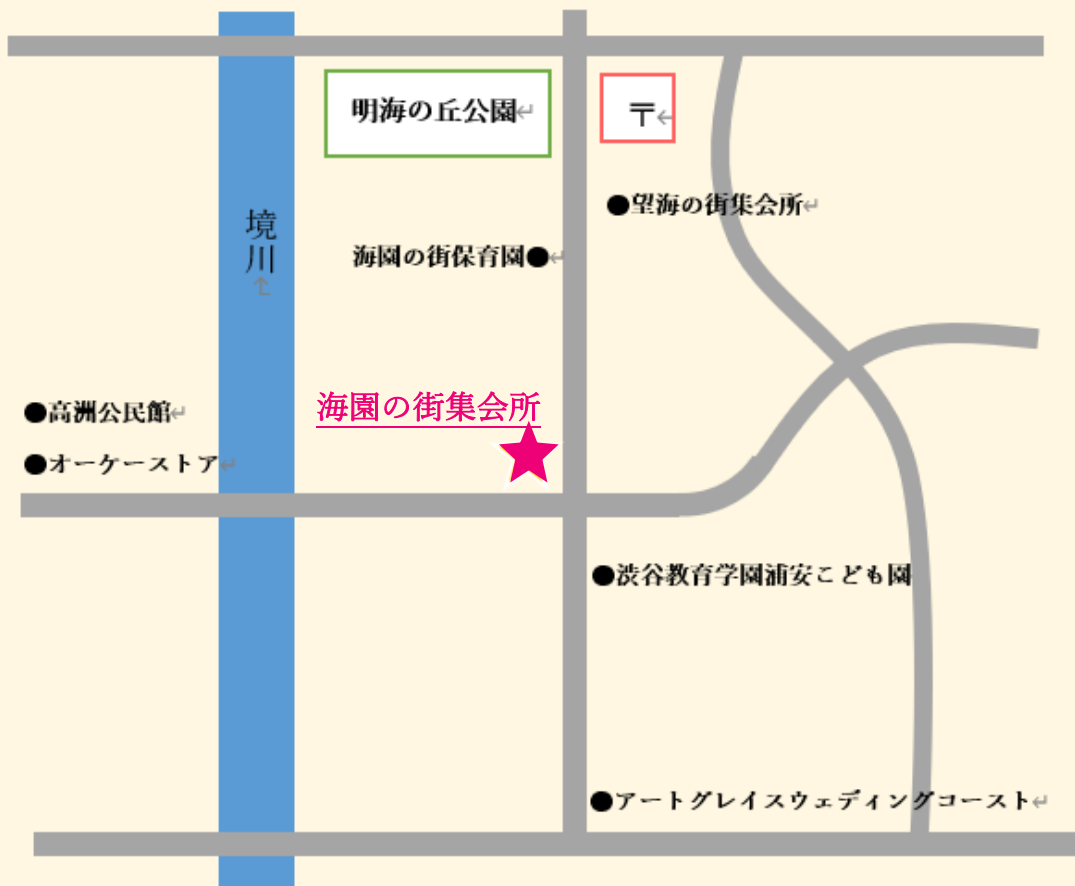 明海の丘公園
〒
●望海の街集会所
境川
海園の街保育園●
海園の街集会所
●高洲公民館
●オーケーストア
●渋谷教育学園浦安こども園
●アートグレイスウェディングコースト